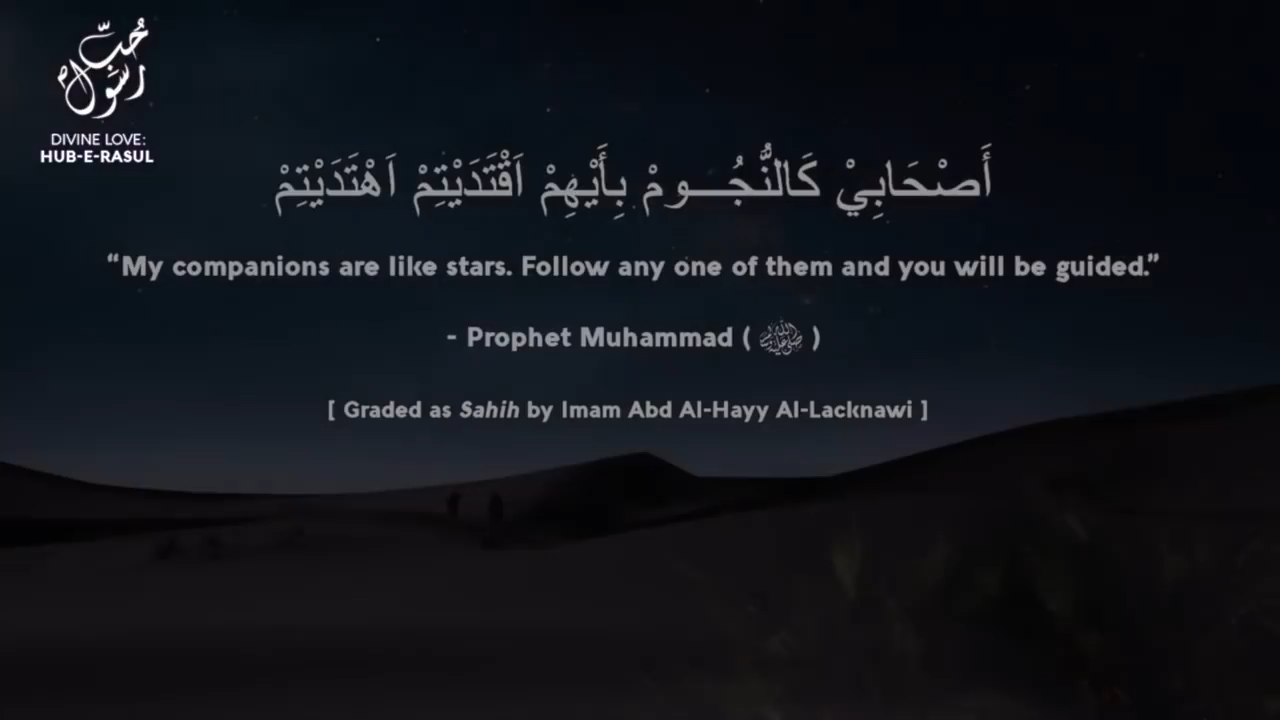 حُبِّ
رَسُوْل
DIVINE LOVE:
HUB-E-RASUL
أَصْحَابِيْ كَالنُّجُـــومْ بِأَيْهِمْ اَقْتَدَيْتِمْ اَهْتَدَيْتِمْ
“My companions are like stars. Follow any one of them and you will be guided.”
- Prophet Muhammad ( ﷺ )
[ Graded as Sahih by Imam Abd Al-Hayy Al-Lacknawi ]